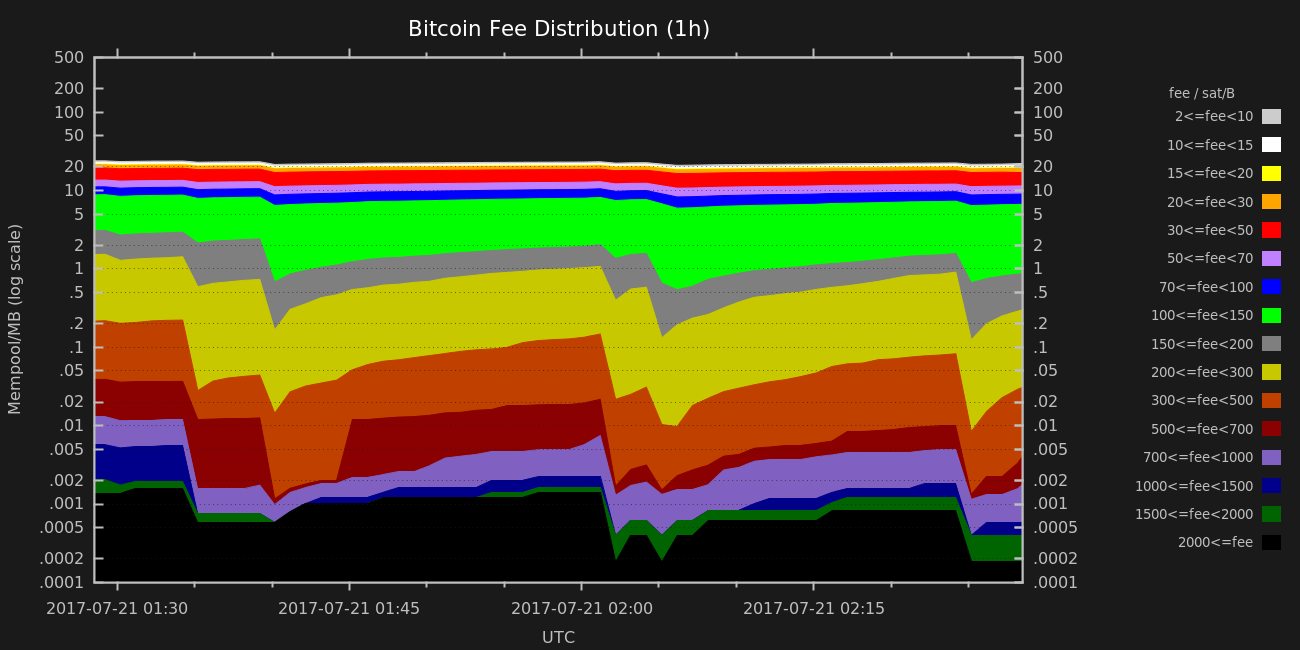 Bitcoin Fee Distribution (1h)
500 500
200 200
100 100
50 50
20 20
10 10
5 5
2 2
1 1
.5 .5
.2 .2
.1 .1
.05 .05
.02 .02
.01 .01
.005 .005
.002 .002
.001 .001
.0005 .0005
.0002 .0002
.0001 .0001
Mempool/MB (log scale)
2017-07-21 01:30 2017-07-21 01:45 2017-07-21 02:00 2017-07-21 02:15
UTC
fee / sat/B
2<=fee<10
10<=fee<15
15<=fee<20
20<=fee<30
30<=fee<50
50<=fee<70
70<=fee<100
100<=fee<150
150<=fee<200
200<=fee<300
300<=fee<500
500<=fee<700
700<=fee<1000
1000<=fee<1500
1500<=fee<2000
2000<=fee